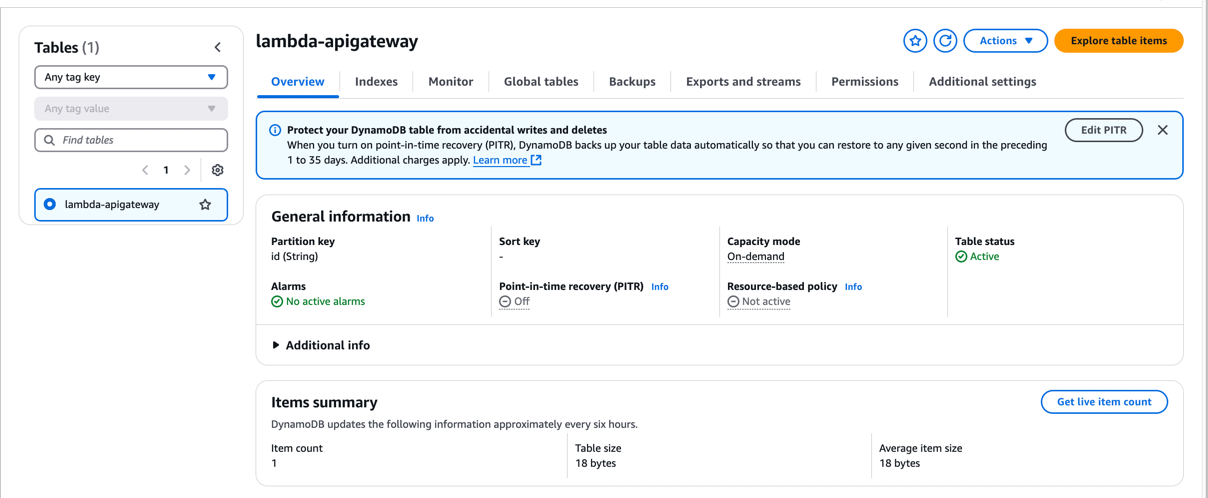 Tables (1)
Any tag key
Any tag value
Find tables
1
lambda-apigateway
lambda-apigateway
Actions
Explore table items
Overview
Indexes
Monitor
Global tables
Backups
Exports and streams
Permissions
Additional settings
Protect your DynamoDB table from accidental writes and deletes
When you turn on point-in-time recovery (PITR), DynamoDB backs up your table data automatically so that you can restore to any given second in the preceding
1 to 35 days. Additional charges apply. Learn more
Edit PITR
General information Info
Partition key
id (String)
Sort key
-
Capacity mode
On-demand
Table status
Active
Alarms
No active alarms
Point-in-time recovery (PITR) Info
Off
Resource-based policy Info
Not active
Additional info
Items summary
Get live item count
DynamoDB updates the following information approximately every six hours.
Item count
1
Table size
18 bytes
Average item size
18 bytes